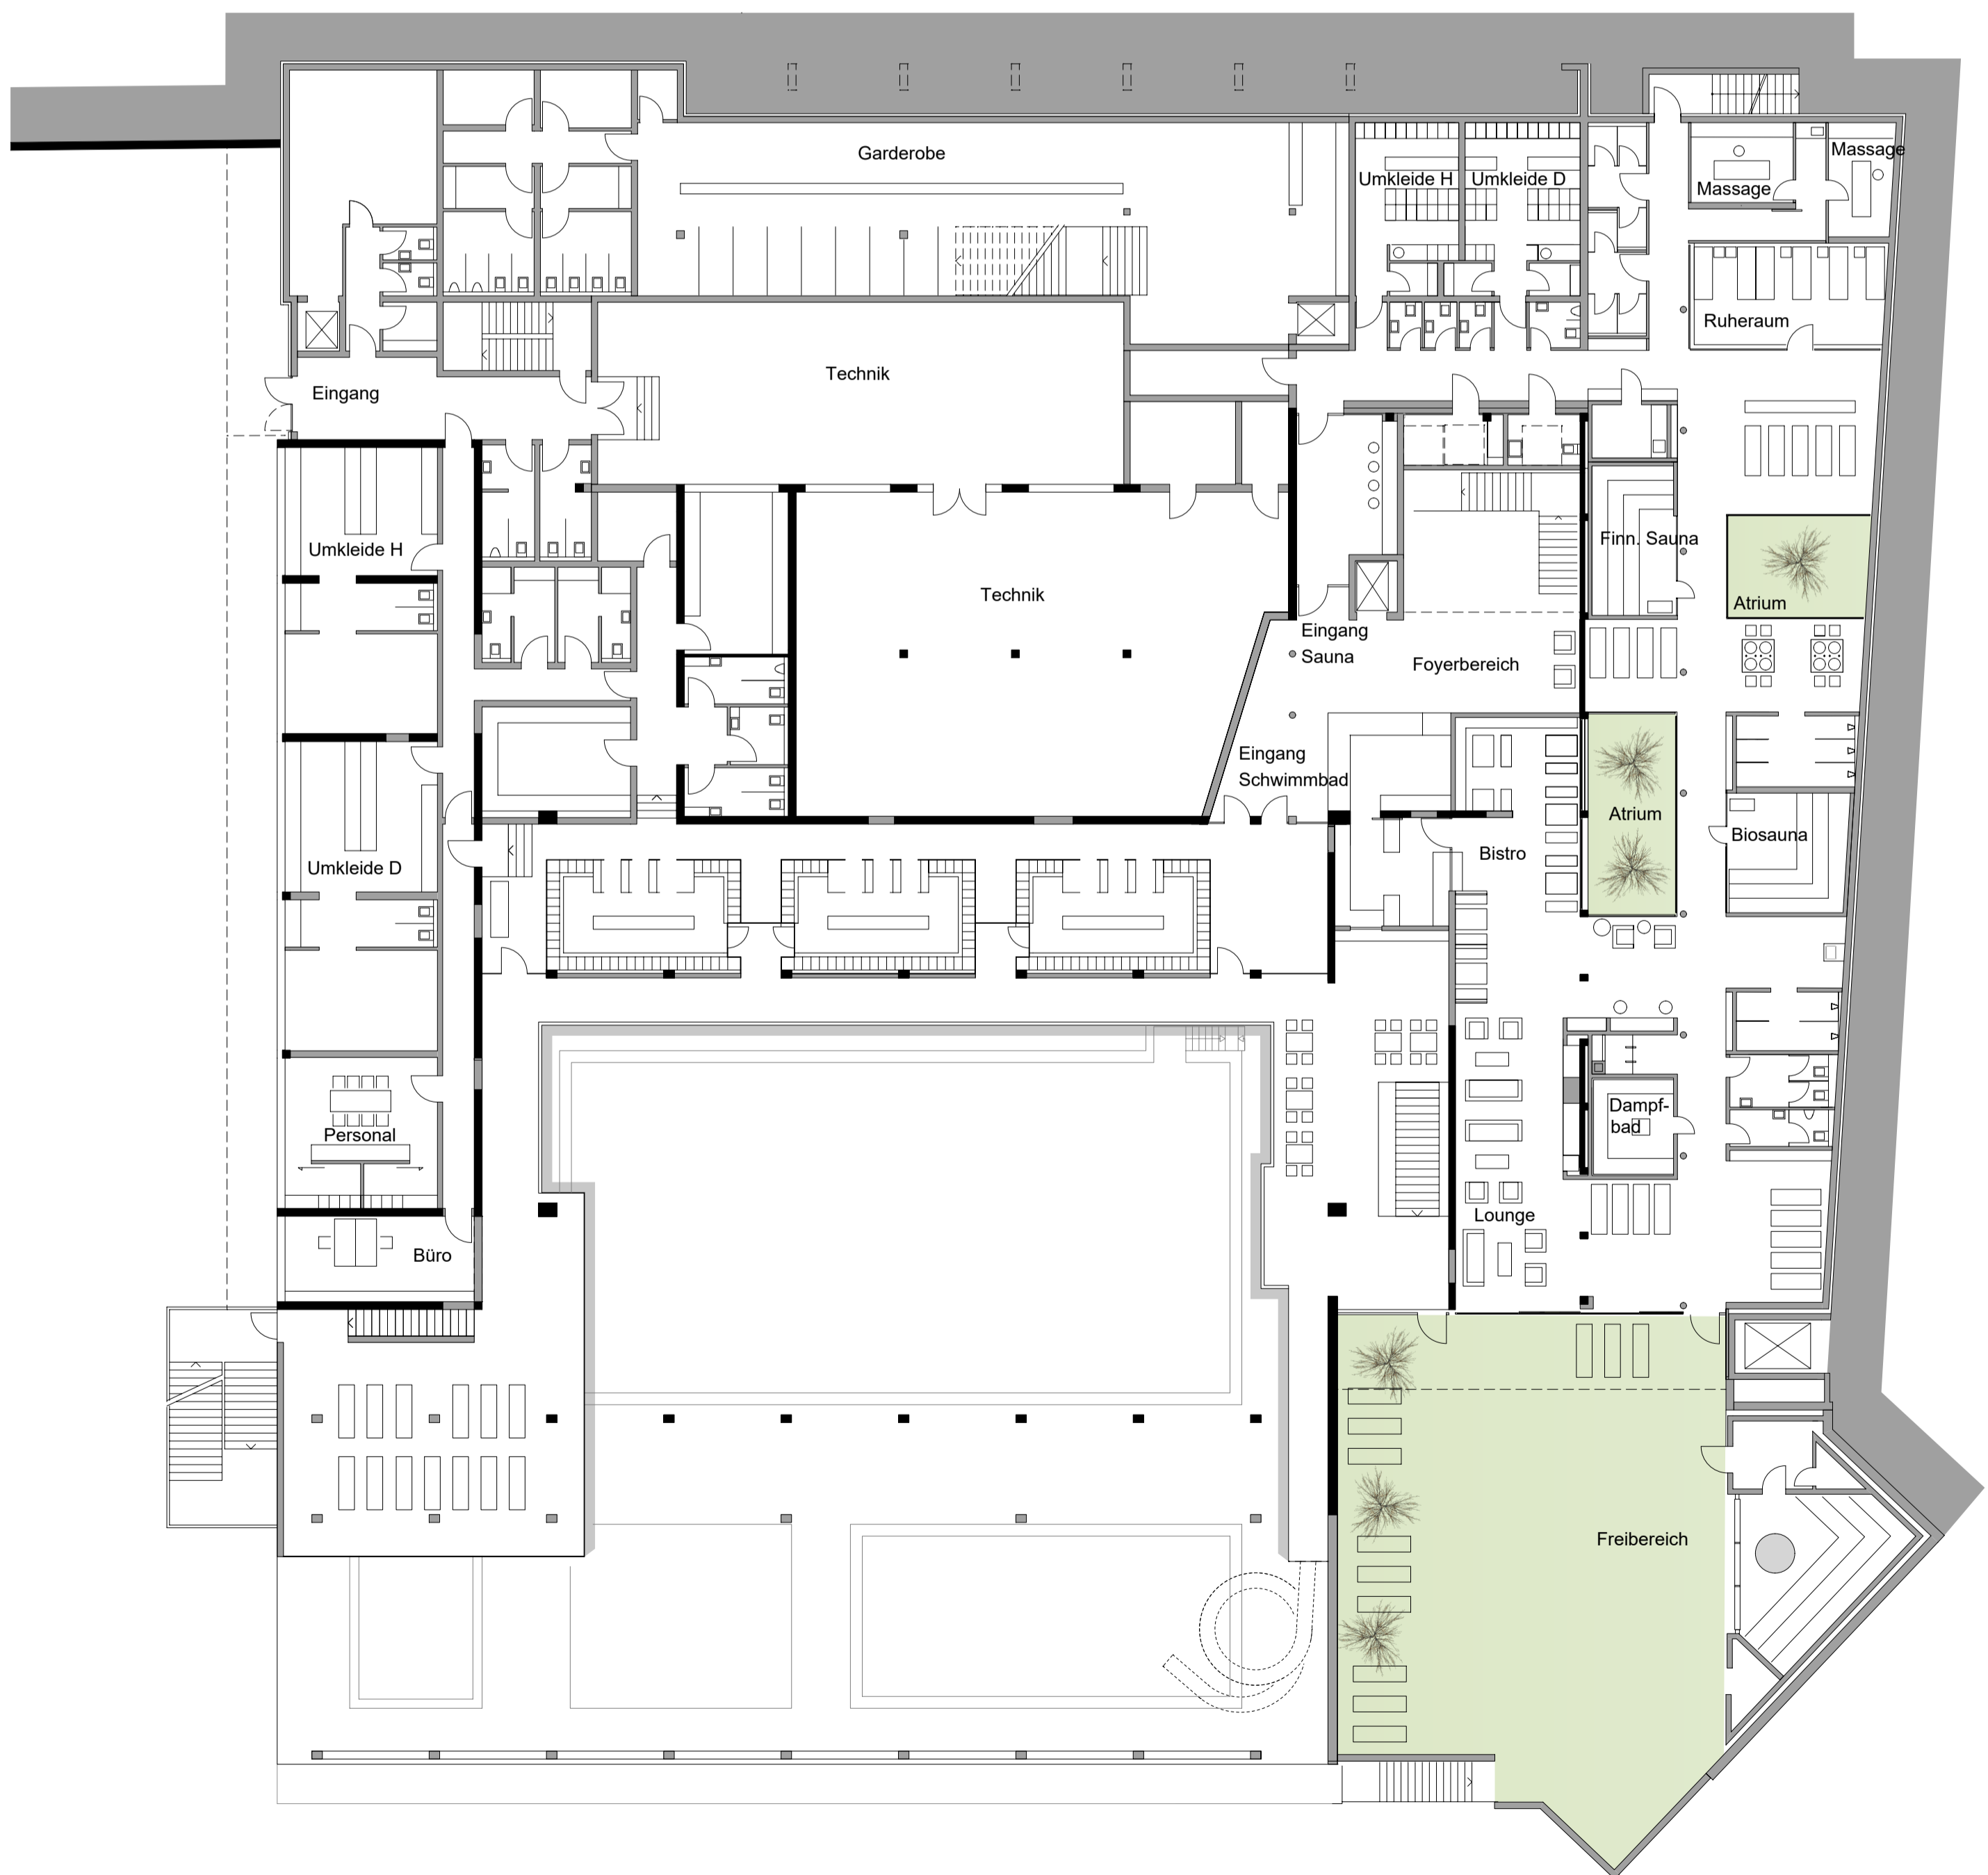 Garderobe
Massage
Umkleide H
Umkleide D
Massage
Ruheraum
Technik
Eingang
Finn. Sauna
Umkleide H
Technik
Atrium
Eingang
Sauna
Foyerbereich
Eingang
Schwimmbad
Atrium
Biosauna
Bistro
Umkleide D
Dampf-
bad
Personal
Lounge
Büro
Freibereich